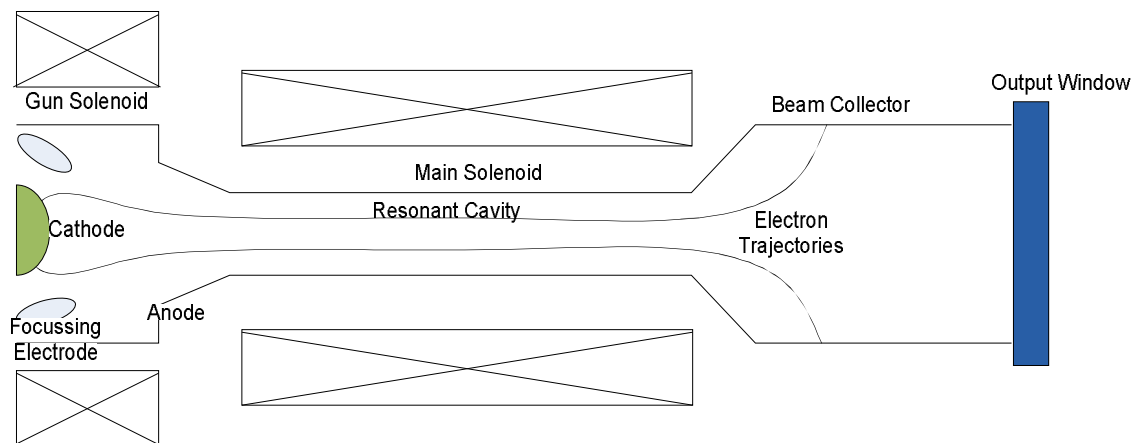 Gun Solenoid
Output Window
Beam Collector
Main Solenoid
Resonant Cavity
Cathode
Electron
Trajectories
Anode
Focussing
Electrode